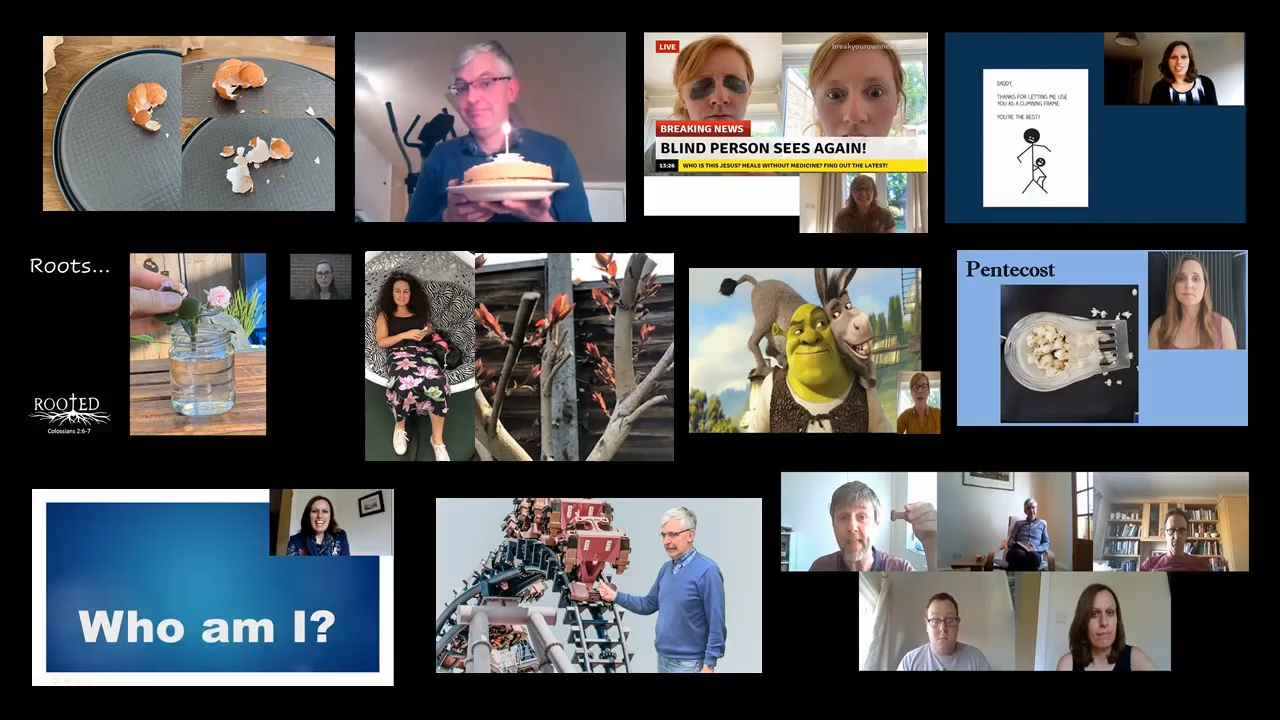 LIVE
breakyourownnews.com
BREAKING NEWS
BLIND PERSON SEES AGAIN!
13:26 WHO IS THIS JESUS? HEALS WITHOUT MEDICINE? FIND OUT THE LATEST!
DADDY,
THANKS FOR LETTING ME USE
YOU AS A CLIMBING FRAME.
YOU'RE THE BEST!
Roots...
ROOTED
Colossians 2:6-7
Pentecost
Who am I?